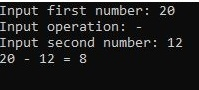 Input first number: 20
Input operation: -
Input second number: 12
20 - 12 = 8